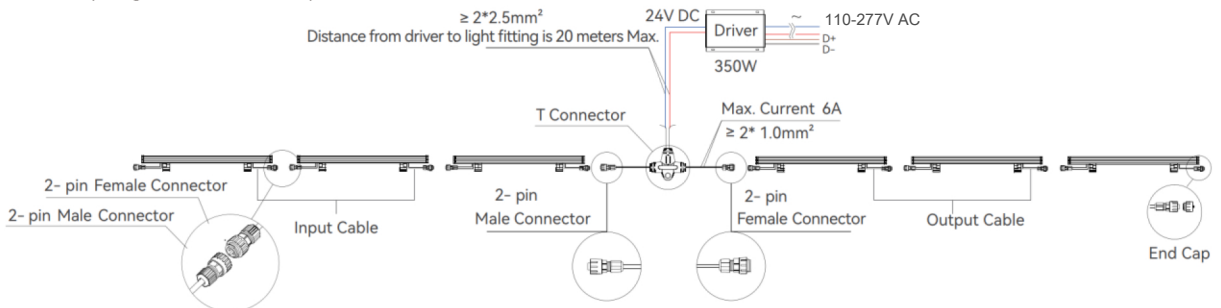 ≥ 2*2.5mm²
Distance from driver to light fitting is 20 meters Max.
24V DC
Driver
350W
~
110-277V AC
D+
D-
T Connector
Max. Current 6A
≥ 2* 1.0mm²
2- pin Female Connector
2- pin Male Connector
Input Cable
2- pin
Male Connector
2- pin
Female Connector
Output Cable
End Cap